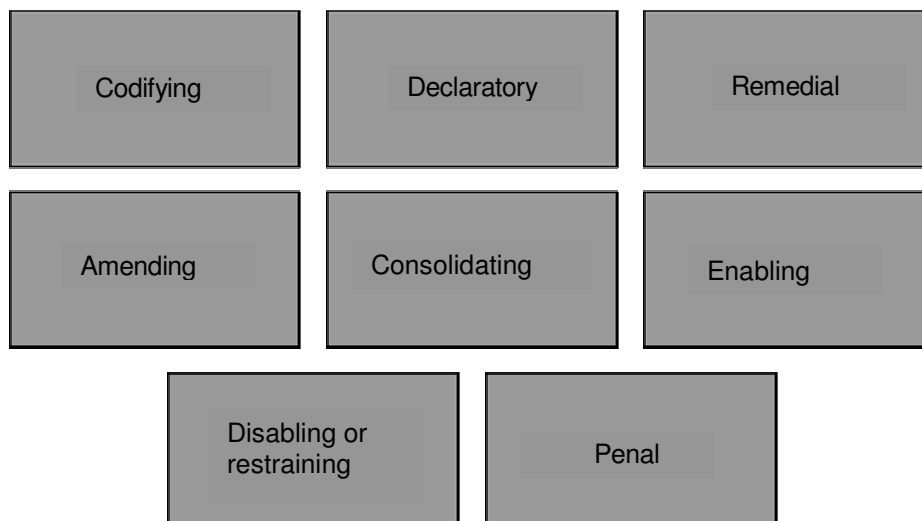 Codifying
Declaratory
Remedial
Amending
Consolidating
Enabling
Disabling or
restraining
Penal